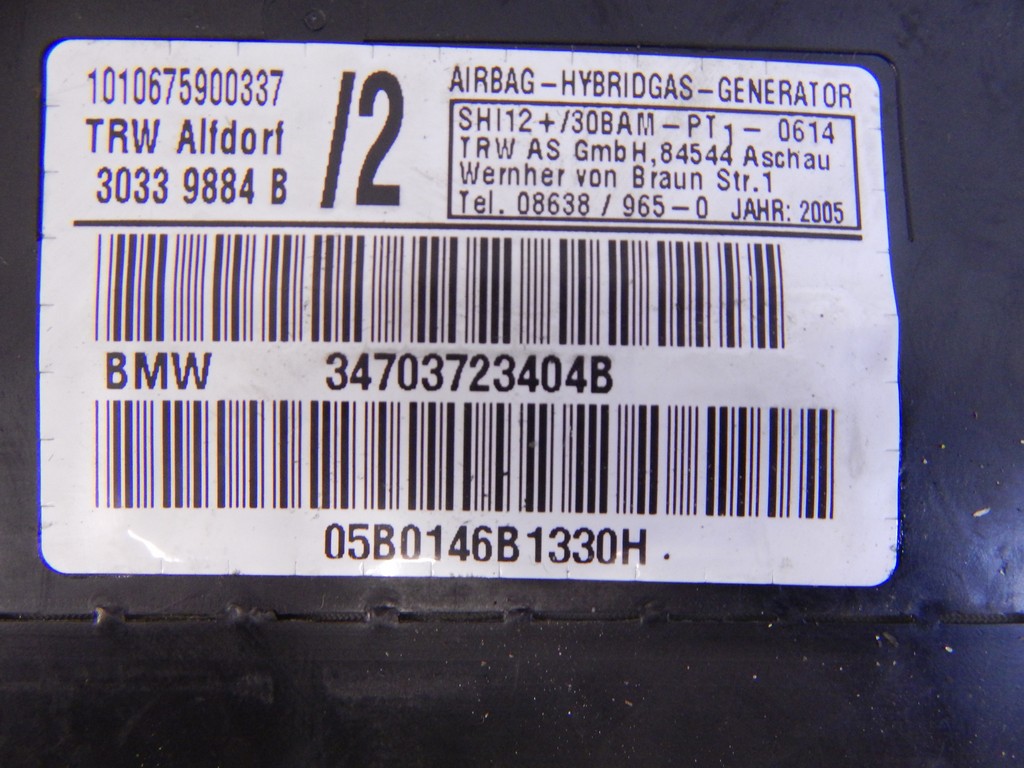 1010675900337
TRW Alfdorf
3033 9884 B
/2
AIRBAG-HYBRIDGAS-GENERATOR
SHI12+/30BAM-PT1- 0614
TRW AS GmbH,84544 Aschau
Wernher von Braun Str.1
Tel. 08638 / 965-0 JAHR: 2005
BMW 34703723404B
05B0146B1330H .